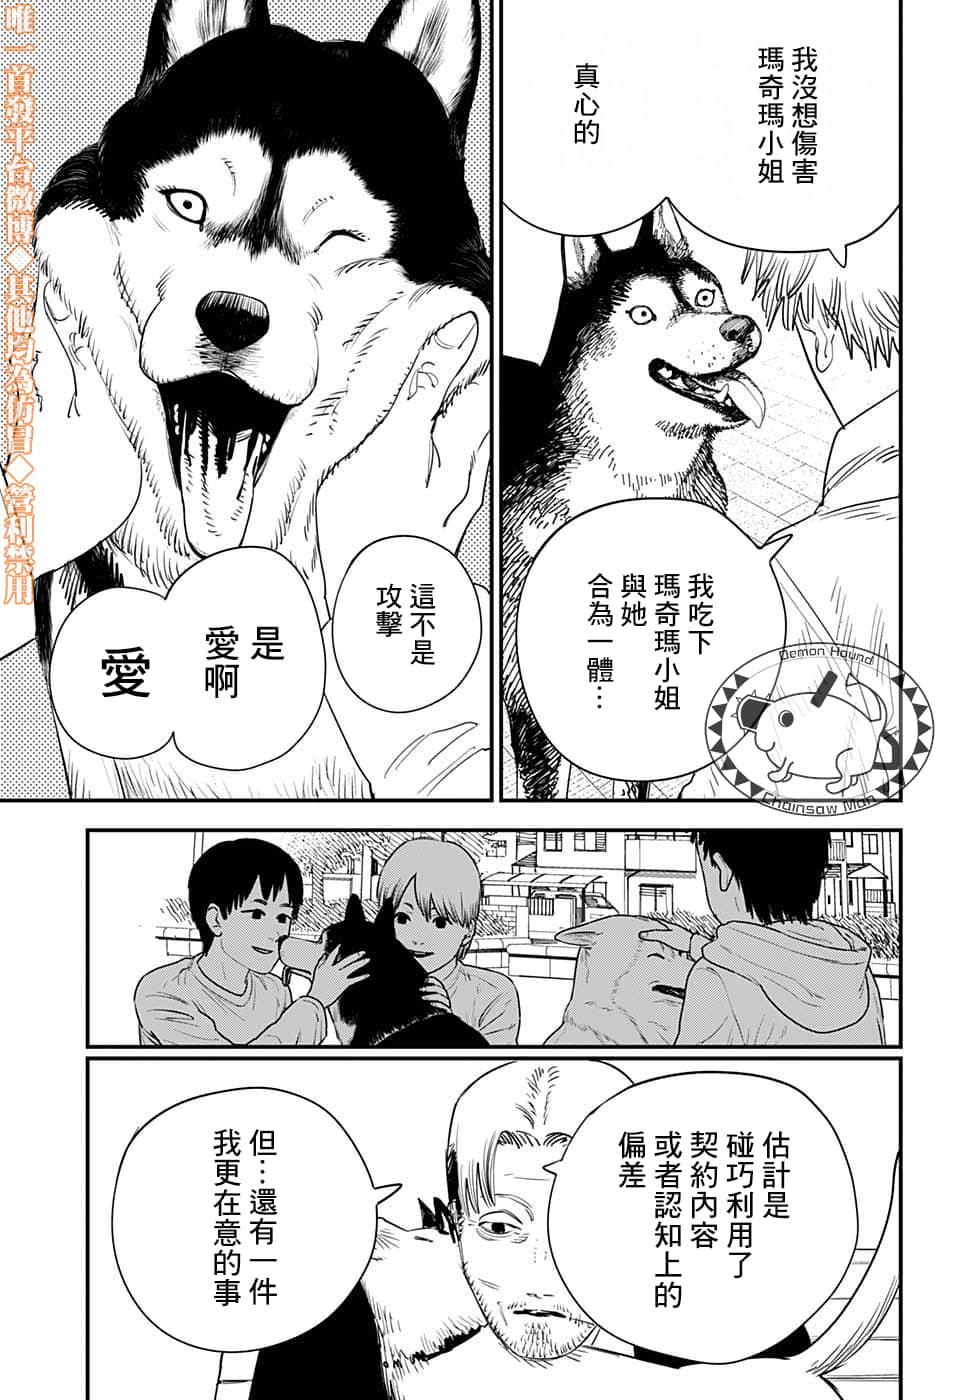 我沒想傷害
瑪奇瑪小姐
真心的
我吃下
瑪奇瑪小姐
與她
合為一體…
這不是
攻擊
是
愛啊
愛
估計是
碰巧利用了
契約內容
或者認知上的
偏差
但…還有一件
我更在意的事
唯一首發平台微博◆其他均為仿冒◆營利禁用
Demon Hound
Chainsaw Man